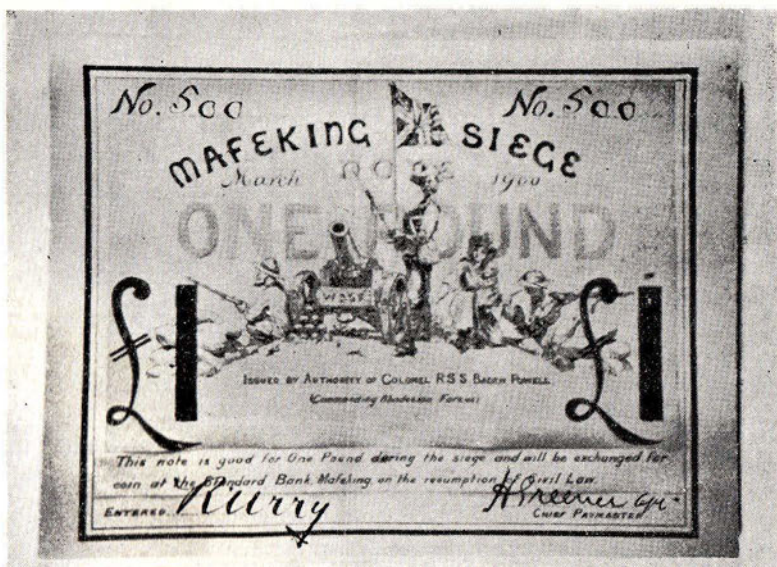 No. 500 No. 500
MAFEKING SIEGE
March 1900
ONE POUND
£1 £1
ISSUED BY AUTHORITY OF COLONEL R.S.S. BADEN POWELL
(Commanding Rhodesian Forces)
This note is good for One Pound during the siege and will be exchanged for
coin at the Standard Bank Mafeking on the resumption of Civil Law.
ENTERED. H Greener Capt
CHIEF PAYMASTER